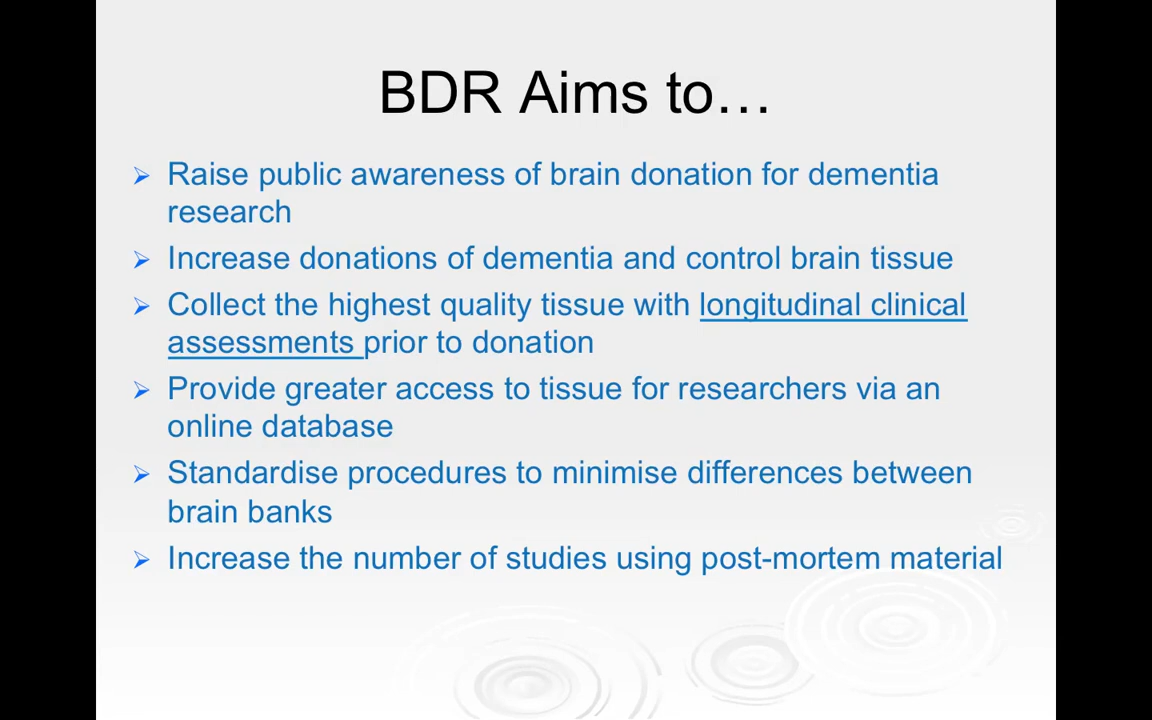 BDR Aims to…
Raise public awareness of brain donation for dementia
research
Increase donations of dementia and control brain tissue
Collect the highest quality tissue with longitudinal clinical
assessments prior to donation
Provide greater access to tissue for researchers via an
online database
Standardise procedures to minimise differences between
brain banks
Increase the number of studies using post-mortem material